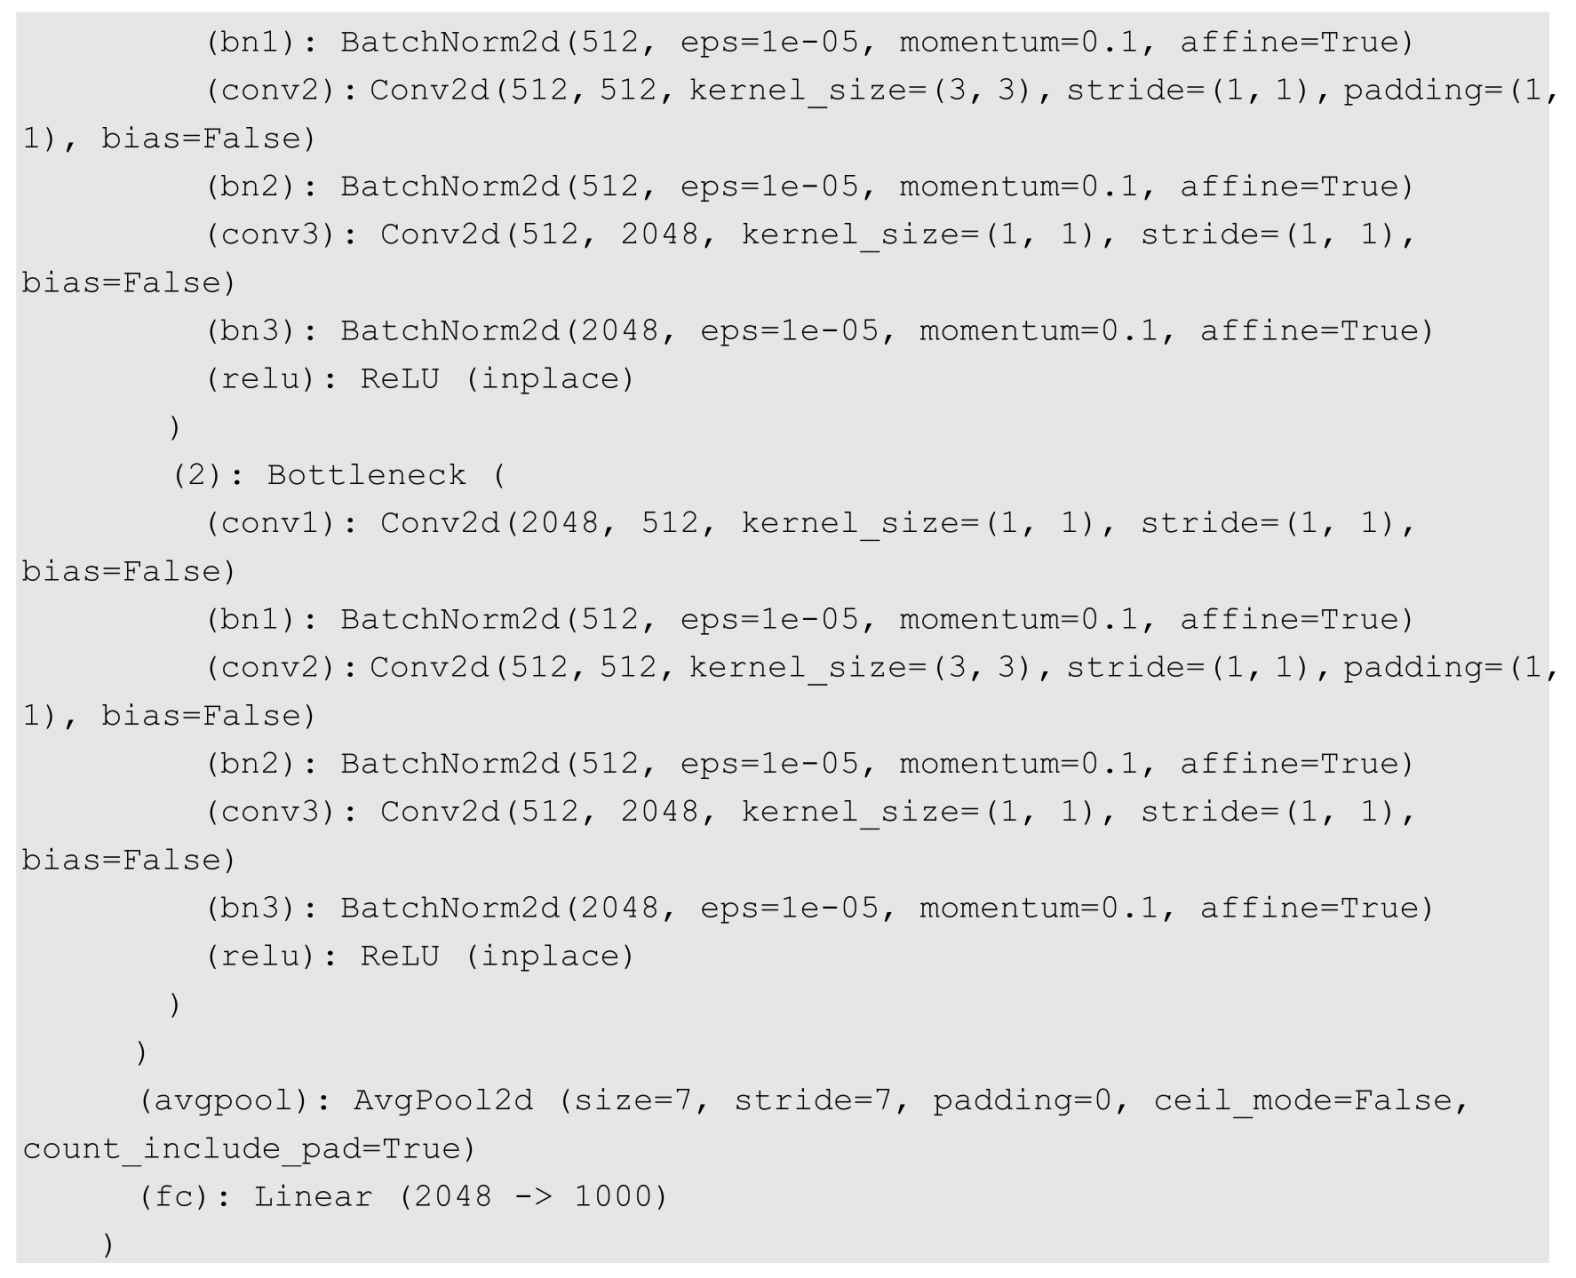 (bn1): BatchNorm2d(512, eps=1e-05, momentum=0.1, affine=True)
(conv2): Conv2d(512, 512, kernel_size=(3, 3), stride=(1, 1), padding=(1,
1), bias=False)
(bn2): BatchNorm2d(512, eps=1e-05, momentum=0.1, affine=True)
(conv3): Conv2d(512, 2048, kernel_size=(1, 1), stride=(1, 1),
bias=False)
(bn3): BatchNorm2d(2048, eps=1e-05, momentum=0.1, affine=True)
(relu): ReLU (inplace)
)
(2): Bottleneck (
(conv1): Conv2d(2048, 512, kernel_size=(1, 1), stride=(1, 1),
bias=False)
(bn1): BatchNorm2d(512, eps=1e-05, momentum=0.1, affine=True)
(conv2): Conv2d(512, 512, kernel_size=(3, 3), stride=(1, 1), padding=(1,
1), bias=False)
(bn2): BatchNorm2d(512, eps=1e-05, momentum=0.1, affine=True)
(conv3): Conv2d(512, 2048, kernel_size=(1, 1), stride=(1, 1),
bias=False)
(bn3): BatchNorm2d(2048, eps=1e-05, momentum=0.1, affine=True)
(relu): ReLU (inplace)
)
)
(avgpool): AvgPool2d (size=7, stride=7, padding=0, ceil_mode=False,
count_include_pad=True)
(fc): Linear (2048 -> 1000)
)